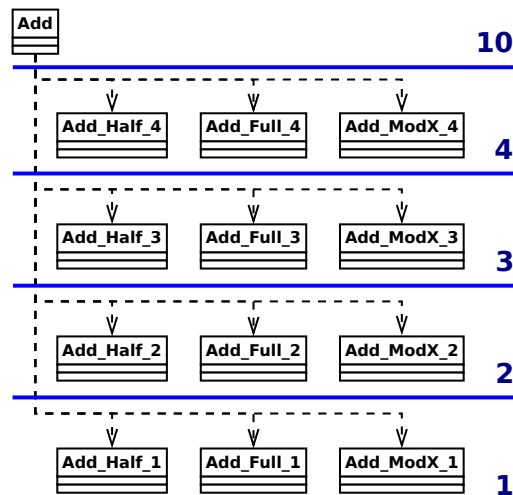 Add
10
Add_Half_4 Add_Full_4 Add_ModX_4
4
Add_Half_3 Add_Full_3 Add_ModX_3
3
Add_Half_2 Add_Full_2 Add_ModX_2
2
Add_Half_1 Add_Full_1 Add_ModX_1
1